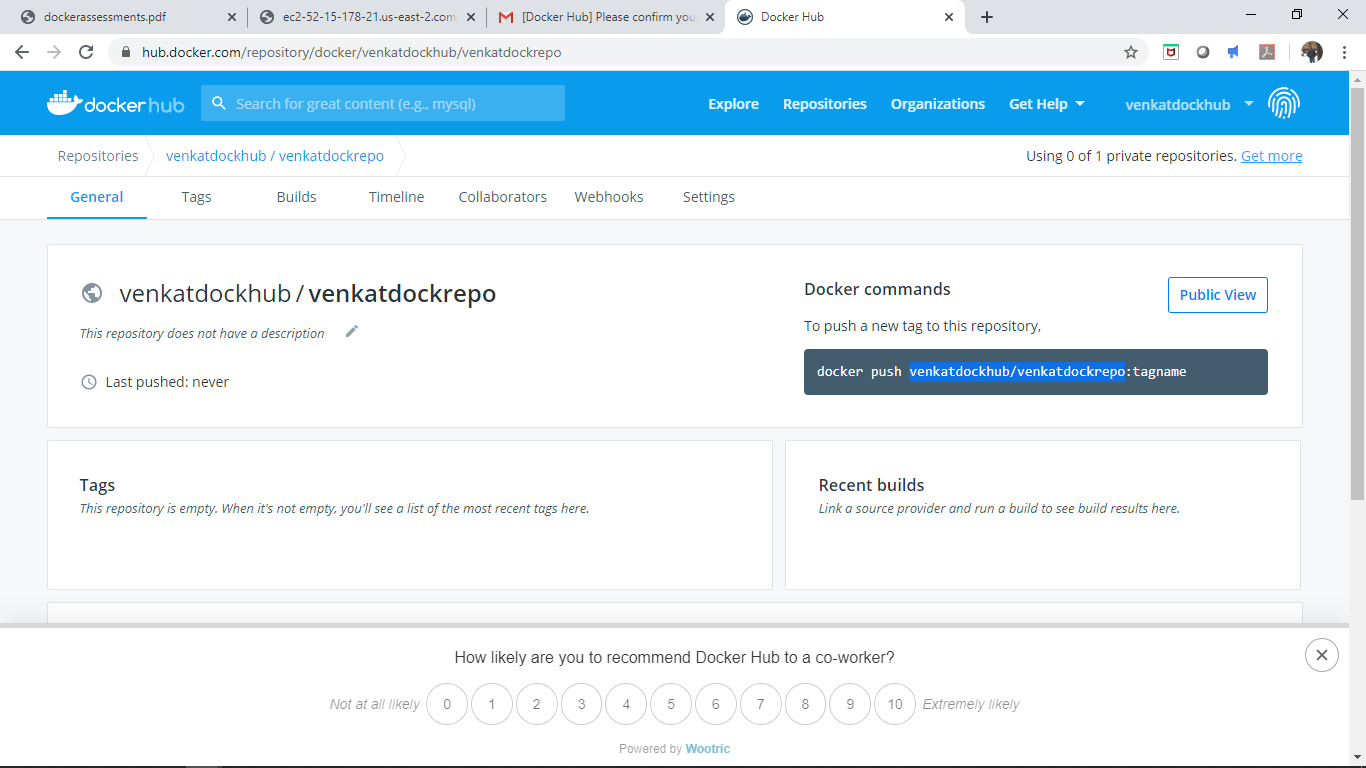 dockerassessments.pdf
ec2-52-15-178-21.us-east-2.com
[Docker Hub] Please confirm you
Docker Hub
hub.docker.com/repository/docker/venkatdockhub/venkatdockrepo
docker hub
Search for great content (e.g., mysql)
Explore
Repositories
Organizations
Get Help
venkatdockhub
Repositories
venkatdockhub / venkatdockrepo
Using 0 of 1 private repositories. Get more
General
Tags
Builds
Timeline
Collaborators
Webhooks
Settings
venkatdockhub / venkatdockrepo
This repository does not have a description
Last pushed: never
Docker commands
Public View
To push a new tag to this repository,
docker push venkatdockhub/venkatdockrepo:tagname
Tags
This repository is empty. When it's not empty, you'll see a list of the most recent tags here.
Recent builds
Link a source provider and run a build to see build results here.
How likely are you to recommend Docker Hub to a co-worker?
Not at all likely 0 1 2 3 4 5 6 7 8 9 10 Extremely likely
Powered by Wootric